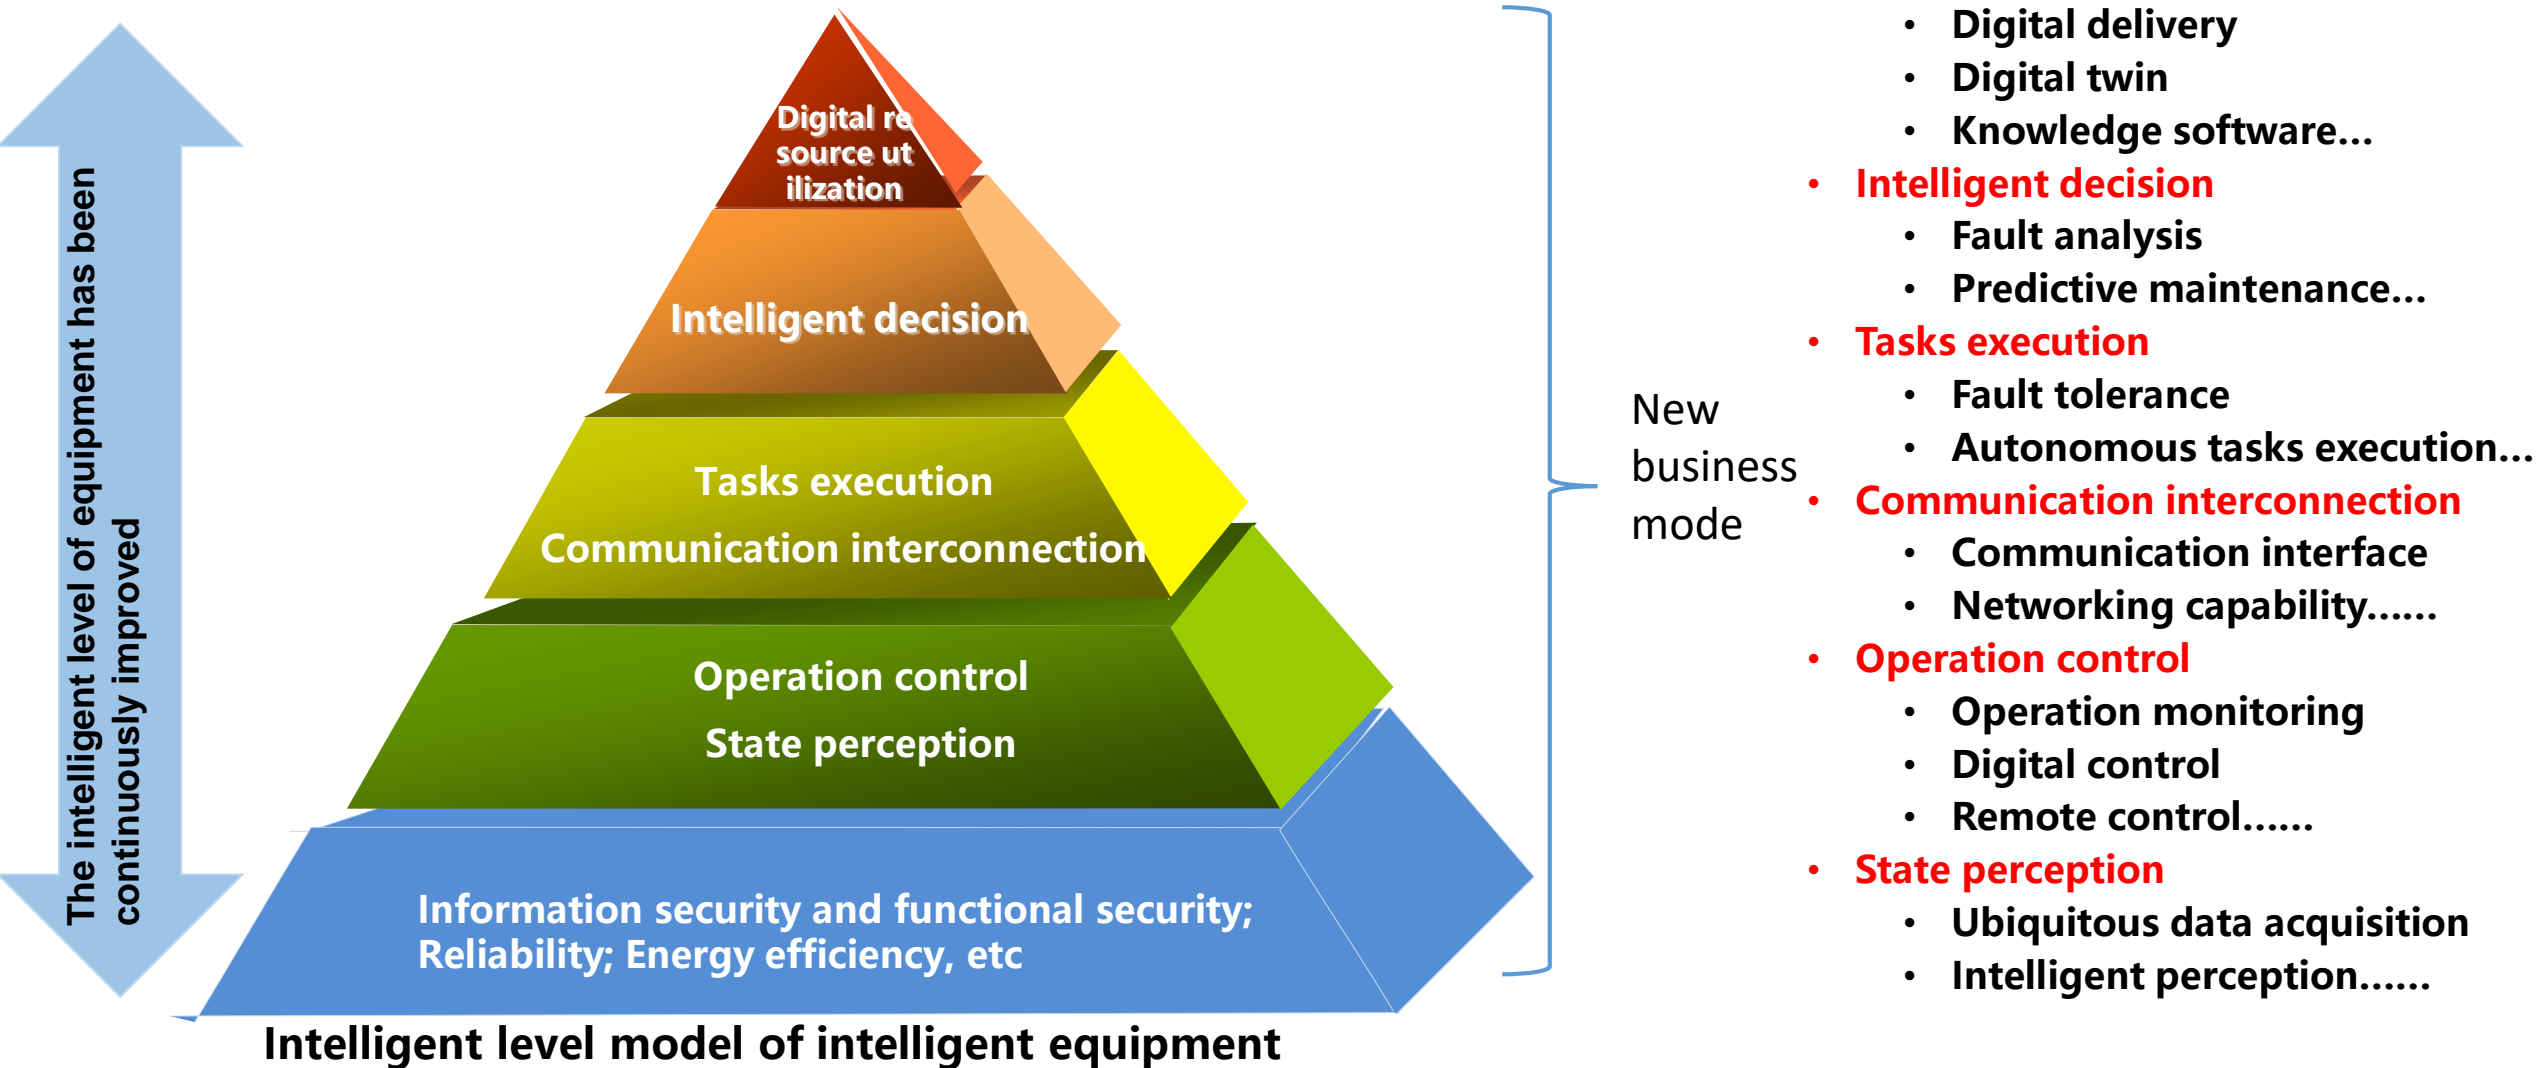 The intelligent level of equipment has been
continuously improved
Digital re
source ut
ilization
Intelligent decision
Tasks execution
Communication interconnection
Operation control
State perception
Information security and functional security;
Reliability; Energy efficiency, etc
Intelligent level model of intelligent equipment
New
business
mode
• Digital delivery
• Digital twin
• Knowledge software...
• Intelligent decision
• Fault analysis
• Predictive maintenance...
• Tasks execution
• Fault tolerance
• Autonomous tasks execution...
• Communication interconnection
• Communication interface
• Networking capability......
• Operation control
• Operation monitoring
• Digital control
• Remote control......
• State perception
• Ubiquitous data acquisition
• Intelligent perception......